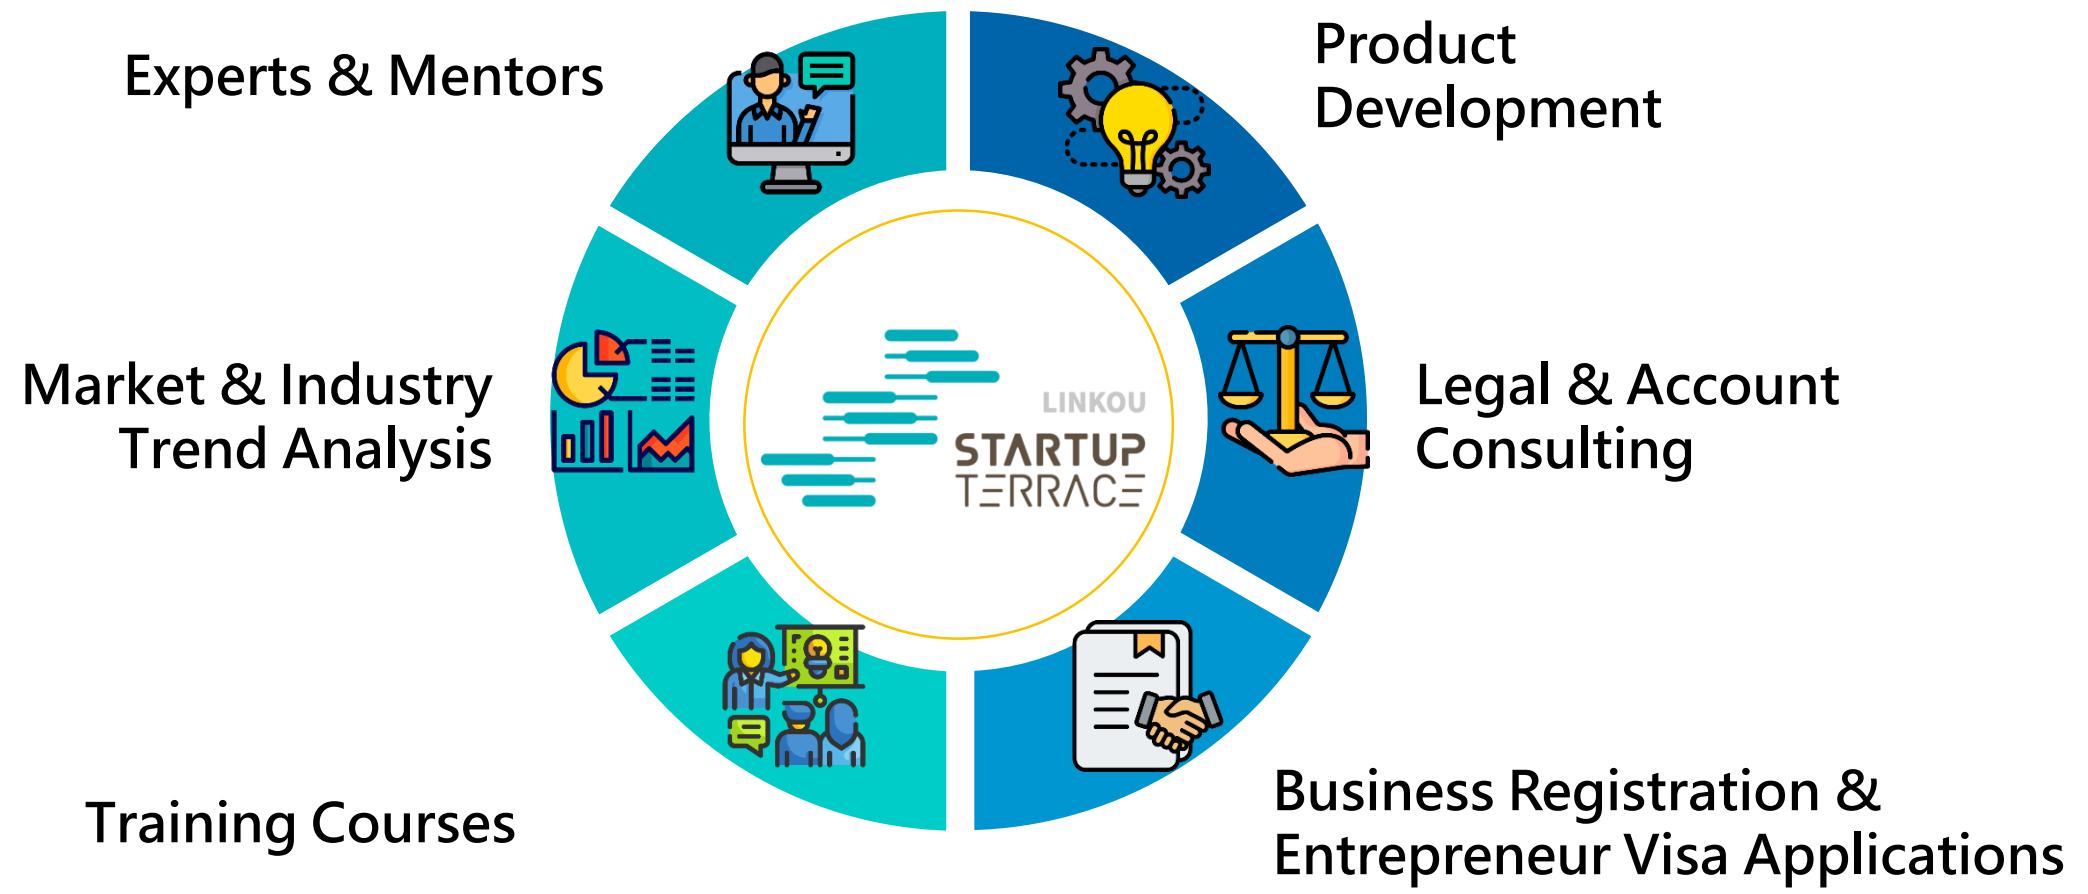 Experts & Mentors
Product
Development
Market & Industry
Trend Analysis
LINKOU
STARTUP
TERRACE
Legal & Account
Consulting
Training Courses
Business Registration &
Entrepreneur Visa Applications